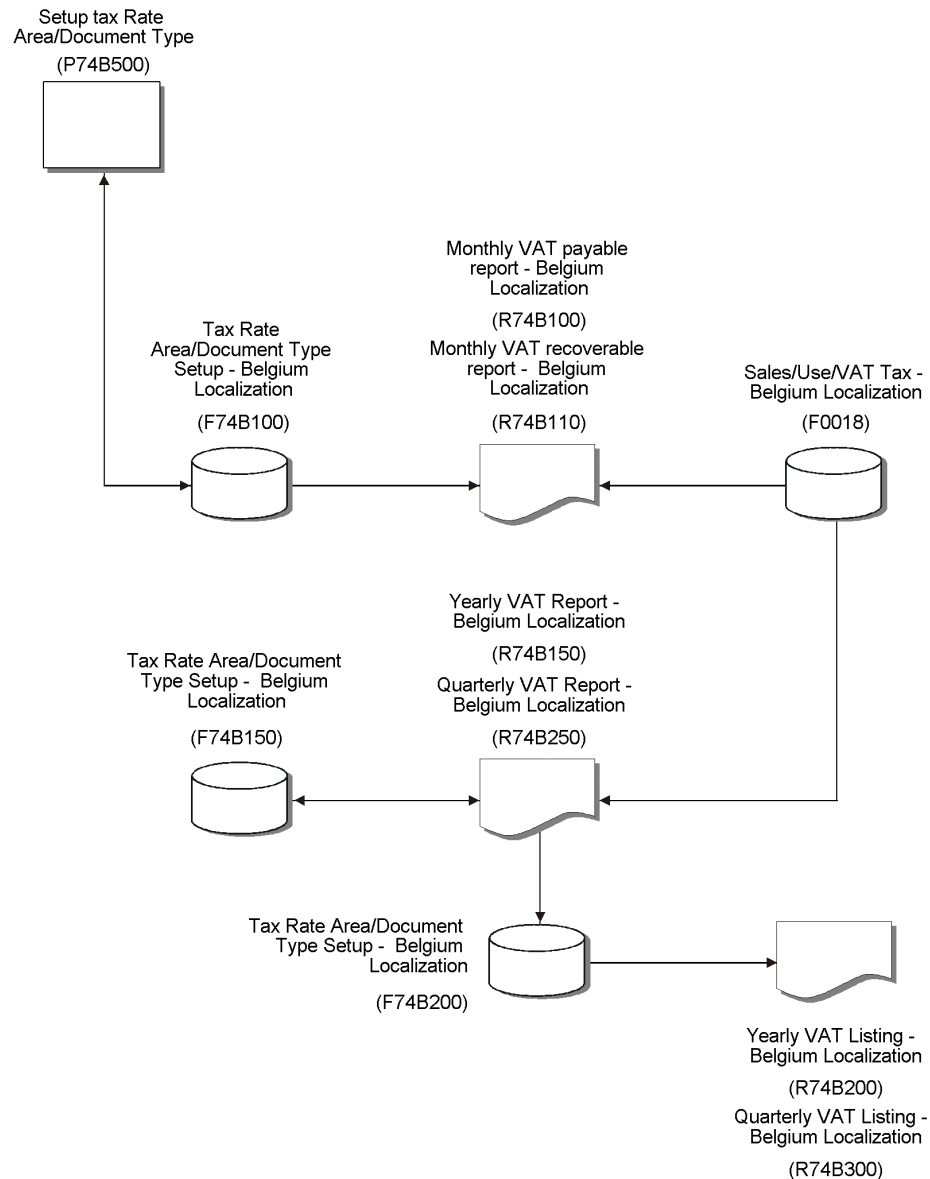 Setup tax Rate
Area/Document Type
(P74B500)
Monthly VAT payable
report - Belgium
Localization
(R74B100)
Monthly VAT recoverable
report - Belgium
Localization
(R74B110)
Tax Rate
Area/Document Type
Setup - Belgium
Localization
(F74B100)
Sales/Use/VAT Tax -
Belgium Localization
(F0018)
Yearly VAT Report -
Belgium Localization
(R74B150)
Quarterly VAT Report -
Belgium Localization
(R74B250)
Tax Rate Area/Document
Type Setup - Belgium
Localization
(F74B150)
Tax Rate Area/Document
Type Setup - Belgium
Localization
(F74B200)
Yearly VAT Listing -
Belgium Localization
(R74B200)
Quarterly VAT Listing -
Belgium Localization
(R74B300)